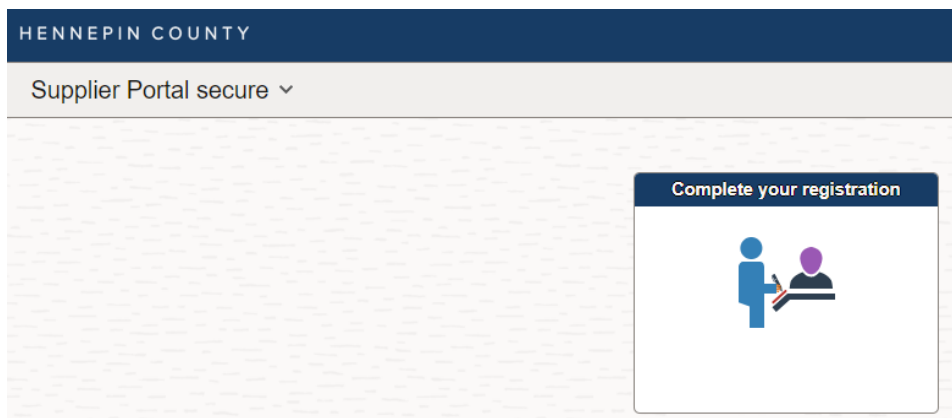 HENNEPIN COUNTY
Supplier Portal secure
Complete your registration